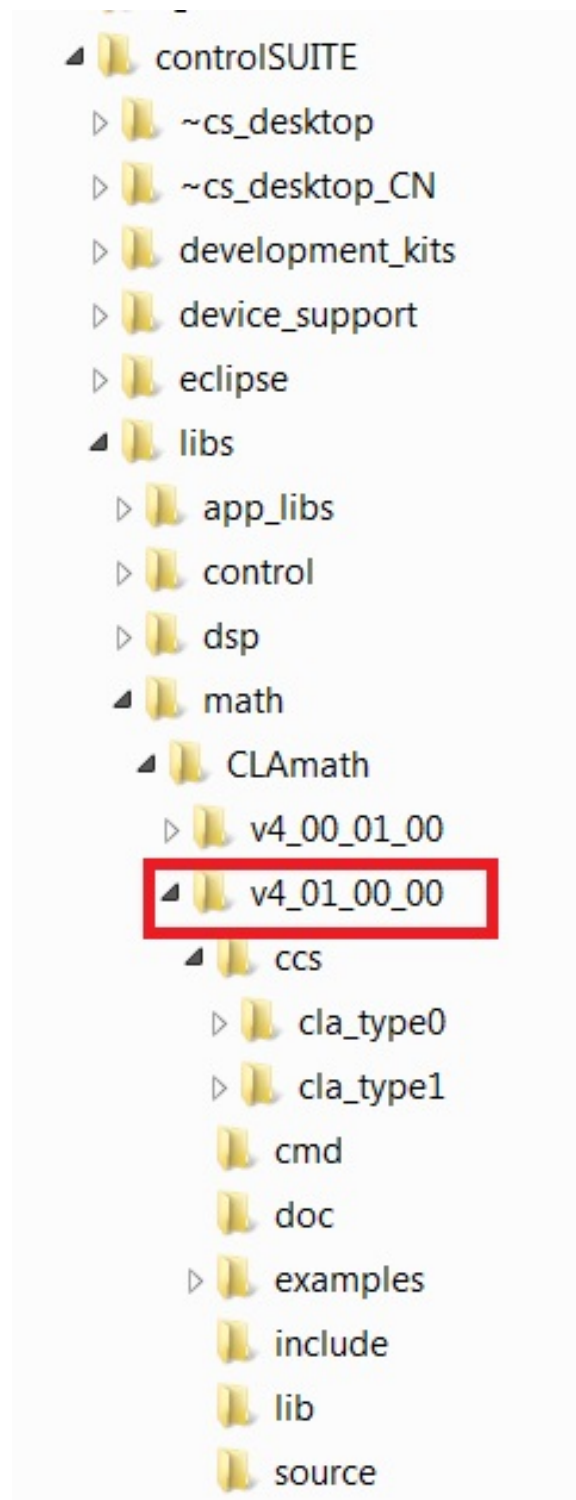 controlSUITE
~cs_desktop
~cs_desktop_CN
development_kits
device_support
eclipse
libs
app_libs
control
dsp
math
CLAmath
v4_00_01_00
v4_01_00_00
ccs
cla_type0
cla_type1
cmd
doc
examples
include
lib
source